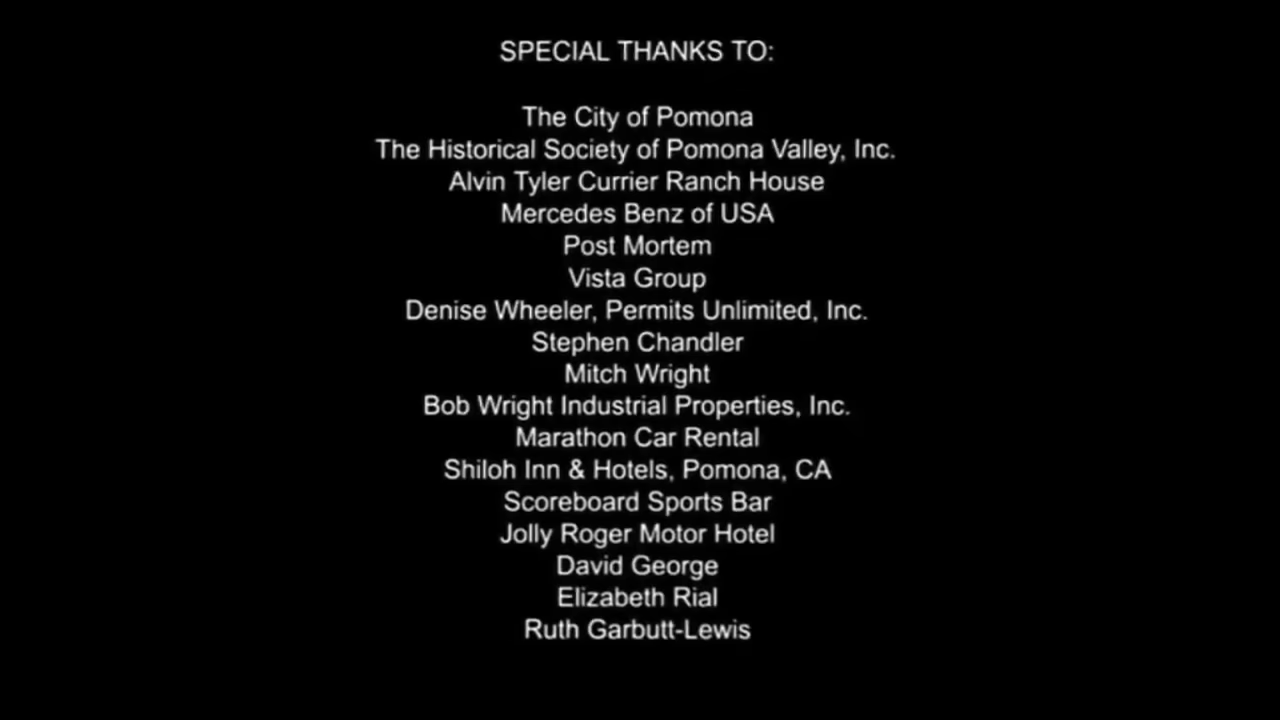 SPECIAL THANKS TO:
The City of Pomona
The Historical Society of Pomona Valley, Inc.
Alvin Tyler Currier Ranch House
Mercedes Benz of USA
Post Mortem
Vista Group
Denise Wheeler, Permits Unlimited, Inc.
Stephen Chandler
Mitch Wright
Bob Wright Industrial Properties, Inc.
Marathon Car Rental
Shiloh Inn & Hotels, Pomona, CA
Scoreboard Sports Bar
Jolly Roger Motor Hotel
David George
Elizabeth Rial
Ruth Garbutt-Lewis